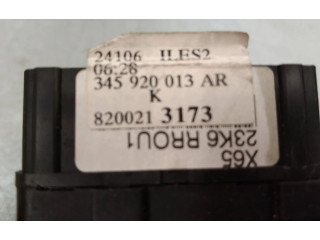 24106 ILES2
06:28
345 920 013 AR
K
820021 3173
X65
23K6 RROU1